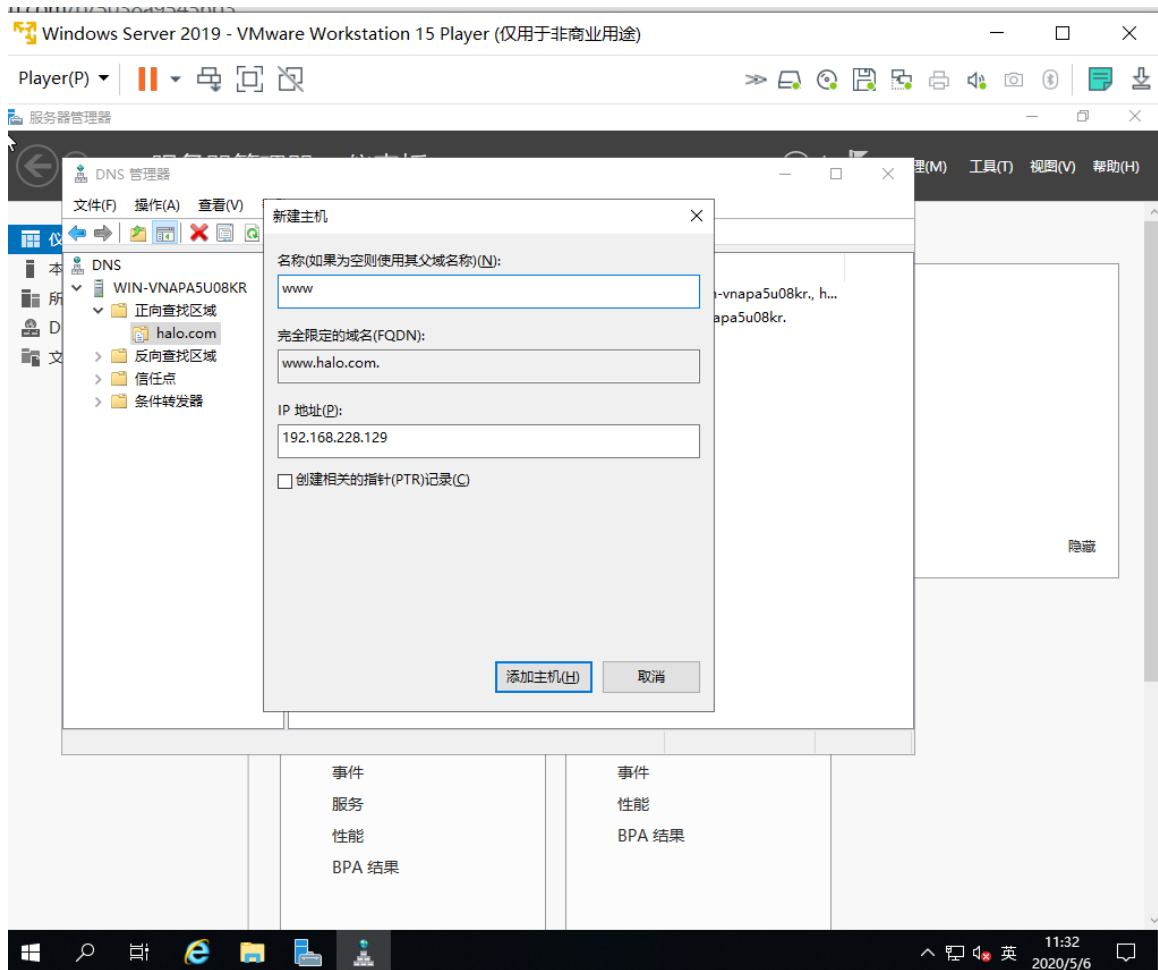 Windows Server 2019 - VMware Workstation 15 Player (仅用于非商业用途)
Player(P)
服务器管理器
DNS 管理器
理(M) 工具(T) 视图(V) 帮助(H)
文件(F) 操作(A) 查看(V)
新建主机
DNS
WIN-VNAPA5U08KR
正向查找区域
halo.com
反向查找区域
信任点
条件转发器
名称(如果为空则使用其父域名称)(N):
www
完全限定的域名(FQDN):
www.halo.com.
IP 地址(P):
192.168.228.129
创建相关的指针(PTR)记录(C)
添加主机(H) 取消
-vnapa5u08kr., h...
apa5u08kr.
仪
本
所
D
文
隐藏
事件
服务
性能
BPA 结果
事件
性能
BPA 结果
英
11:32
2020/5/6